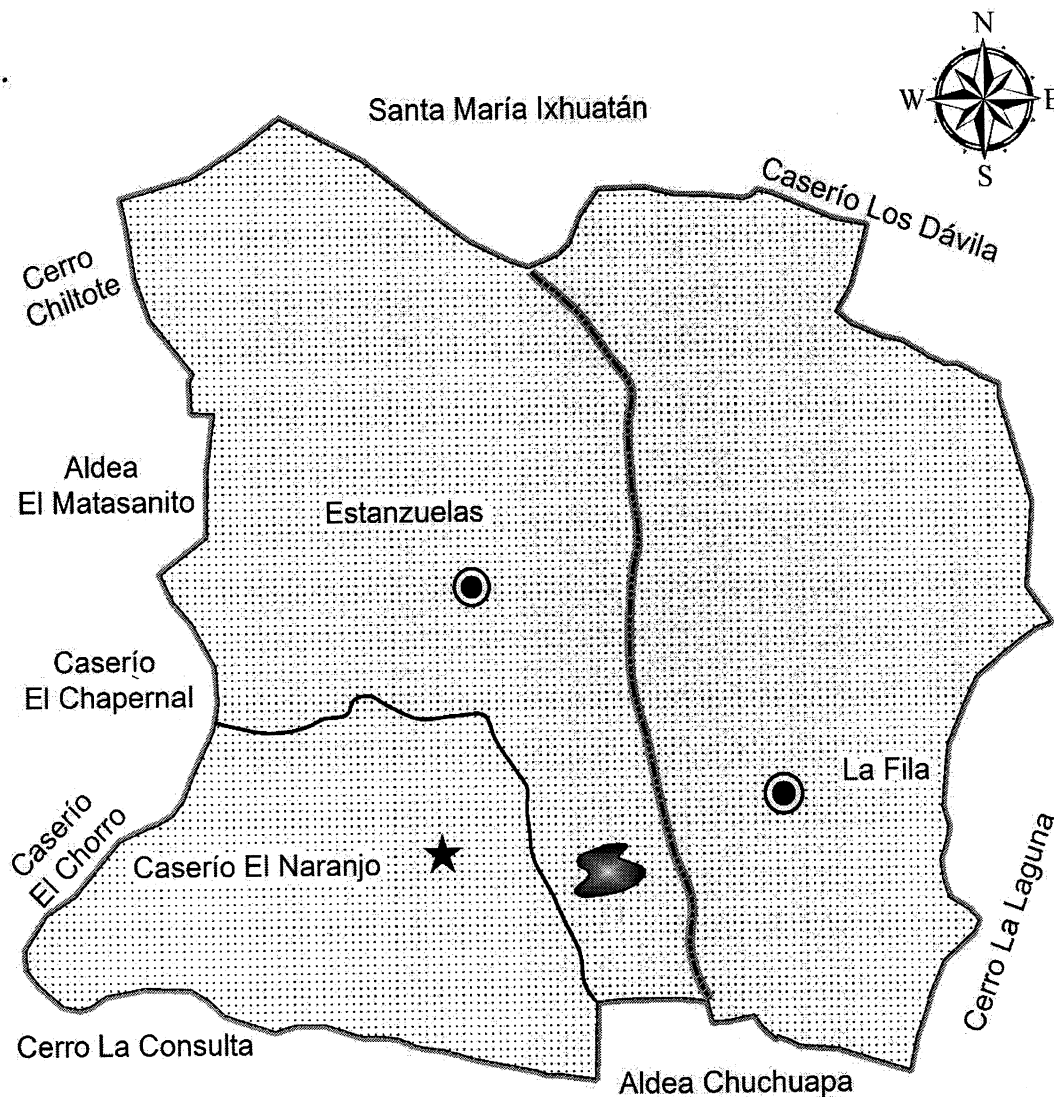 N
W
E
S
Santa María Ixhuatán
Caserío Los Dávila
Cerro
Chiltote
Aldea
El Matasanito
Estanzuelas
Caserío
El Chapernal
La Fila
Caserío
El Chorro
Caserío El Naranjo
Cerro La Laguna
Cerro La Consulta
Aldea Chuchuapa